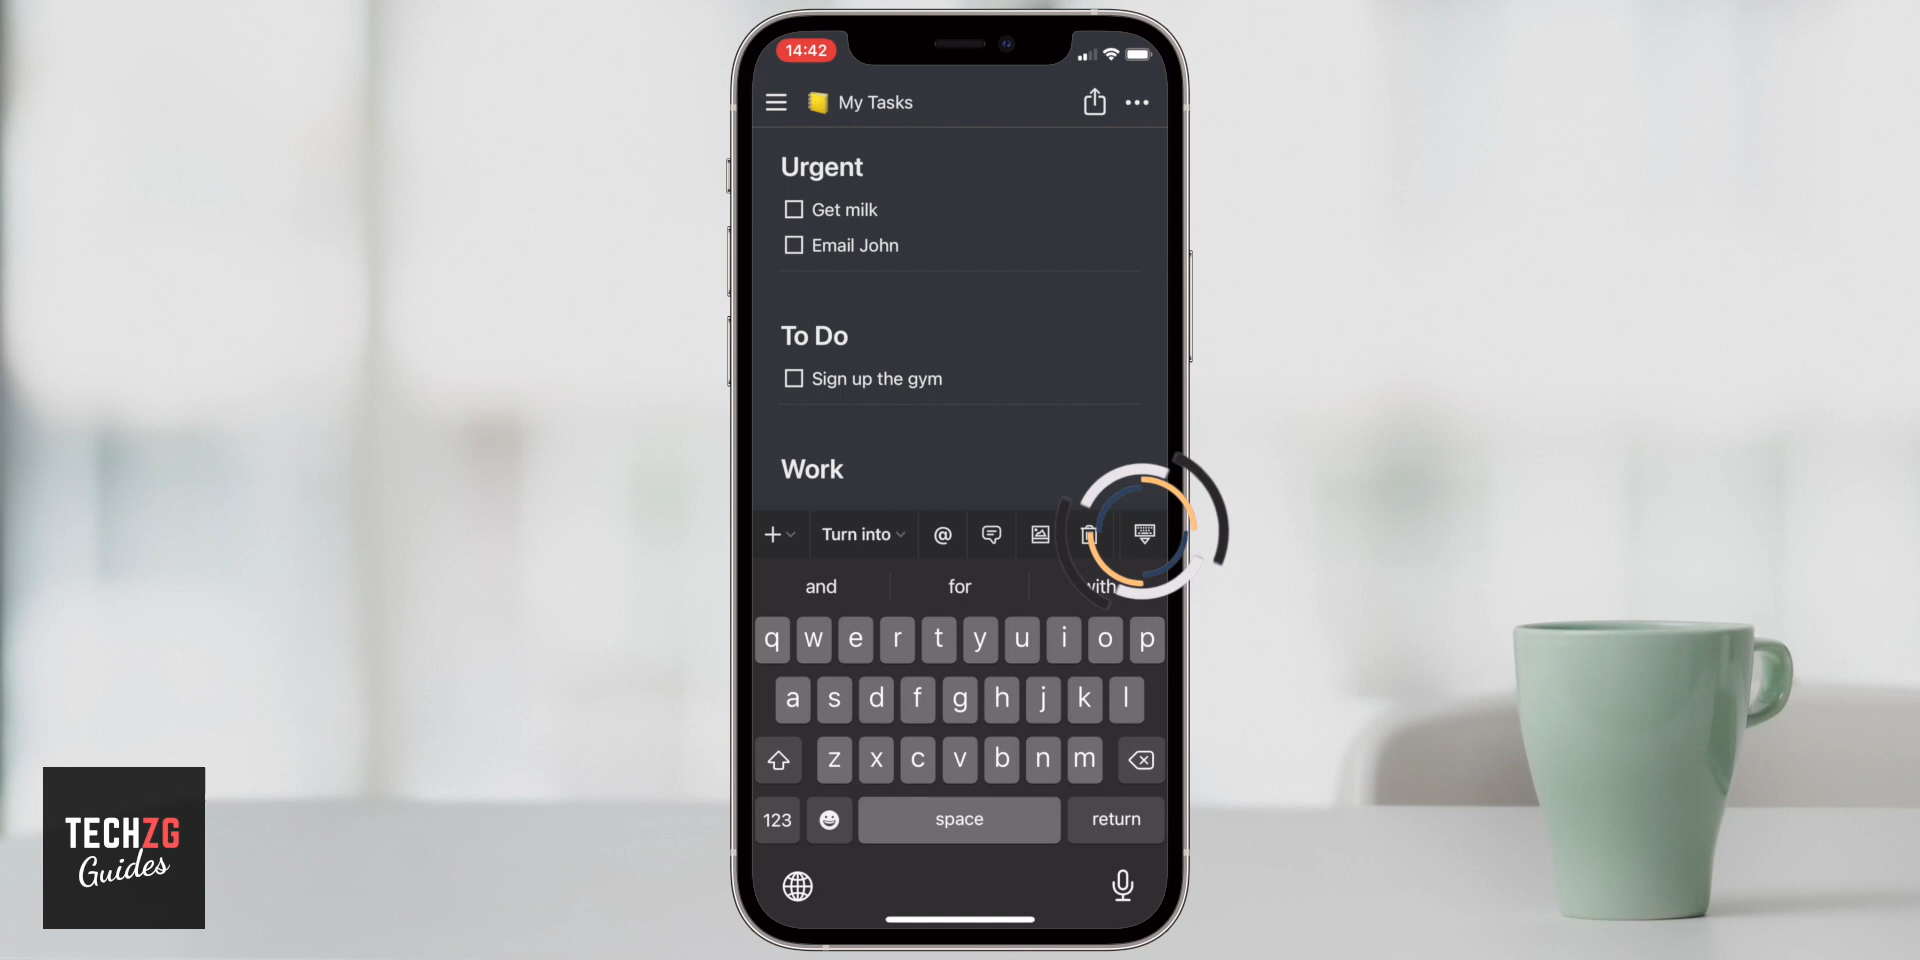 14:42
My Tasks
Urgent
Get milk
Email John
To Do
Sign up the gym
Work
Turn into
@
and for with
q w e r t y u i o p
a s d f g h j k l
z x c v b n m
123 space return
TECHZG
Guides